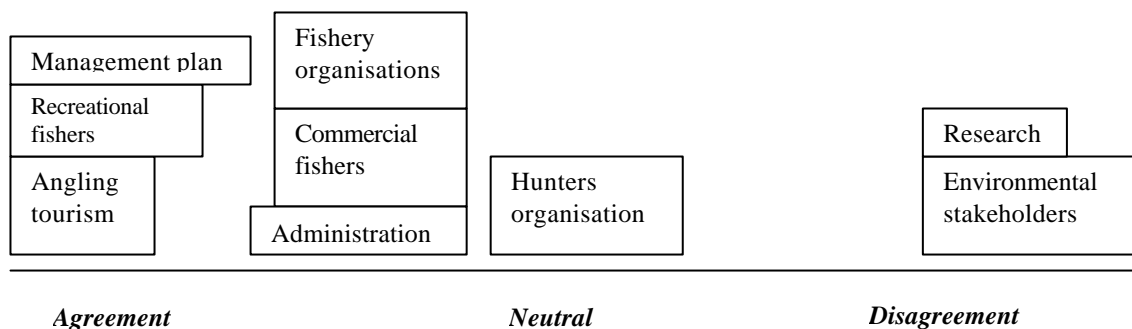 Management plan
Recreational
fishers
Angling
tourism
Fishery
organisations
Commercial
fishers
Administration
Hunters
organisation
Research
Environmental
stakeholders
Agreement
Neutral
Disagreement